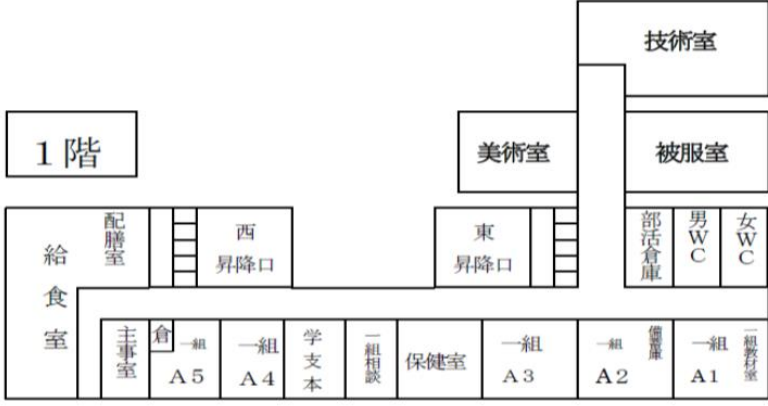 技術室
1階
美術室
被服室
配膳室
給食室
西
昇降口
東
昇降口
部活倉庫
男WC
女WC
主事室
倉
一組
A5
一組
A4
学支本
一組相談
保健室
一組
A3
一組
A2
備蓄庫
一組
A1
一組教材室